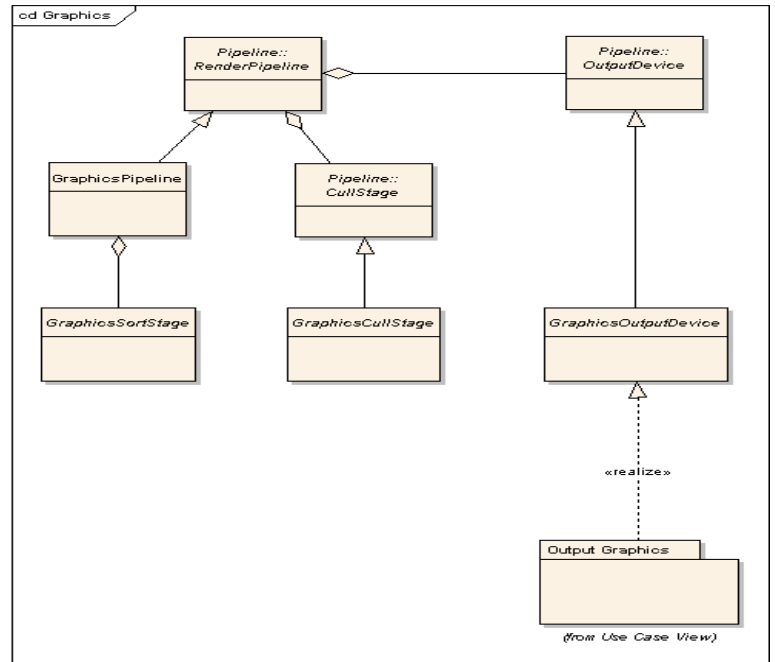 cd Graphics
Pipeline::
RenderPipeline
Pipeline::
OutputDevice
GraphicsPipeline
Pipeline::
CullStage
GraphicsSortStage
GraphicsCullStage
GraphicsOutputDevice
«realize»
Output Graphics
(from Use Case View)